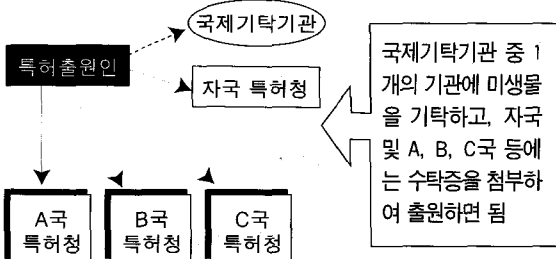 국제기탁기관
특허출원인
자국 특허청
국제기탁기관 중 1
개의 기관에 미생물
을 기탁하고, 자국
및 A, B, C국 등에
는 수탁증을 첨부하
여 출원하면 됨
A국
특허청
B국
특허청
C국
특허청